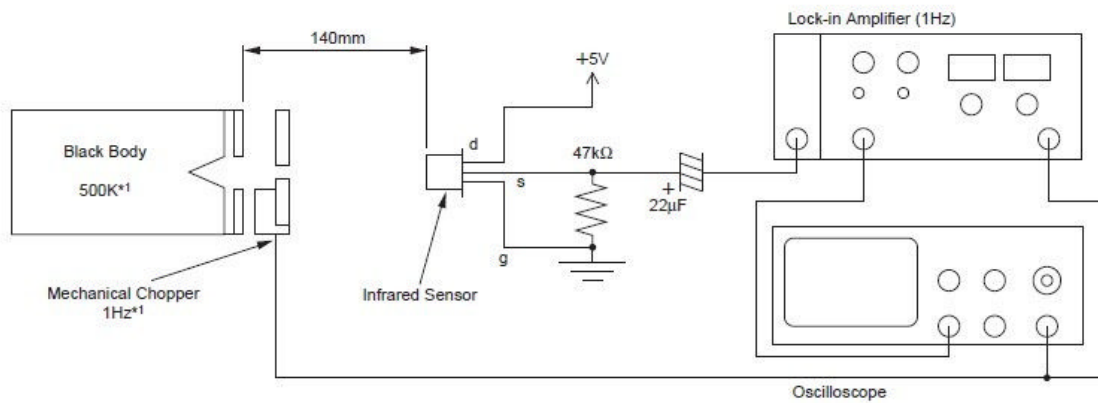 Lock-in Amplifier (1Hz)
140mm
+5V
Black Body
500K*1
d
s
g
47kΩ
+
22μF
Mechanical Chopper
1Hz*1
Infrared Sensor
Oscilloscope